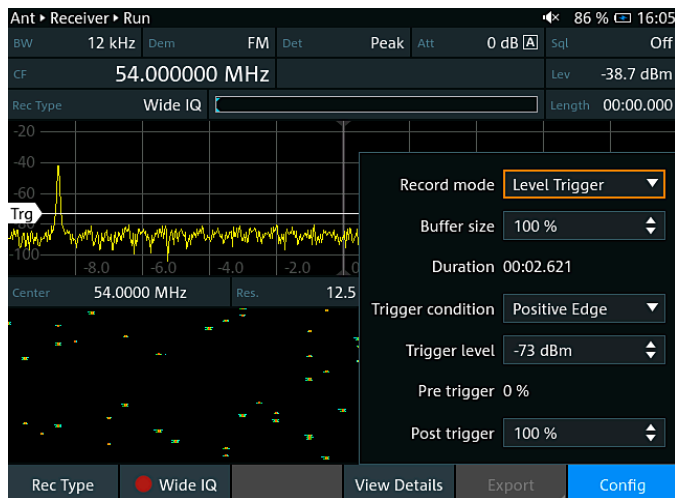 Ant ▸ Receiver ▸ Run 86 % 16:05
BW 12 kHz Dem FM Det Peak Att 0 dB A Sql Off
CF 54.000000 MHz Lev -38.7 dBm
Rec Type Wide IQ Length 00:00.000
-20
-40
-60
Trg
-80
-100
-8.0 -6.0 -4.0 -2.0 0
Center 54.0000 MHz Res. 12.5
Record mode Level Trigger
Buffer size 100 %
Duration 00:02.621
Trigger condition Positive Edge
Trigger level -73 dBm
Pre trigger 0 %
Post trigger 100 %
Rec Type Wide IQ View Details Export Config